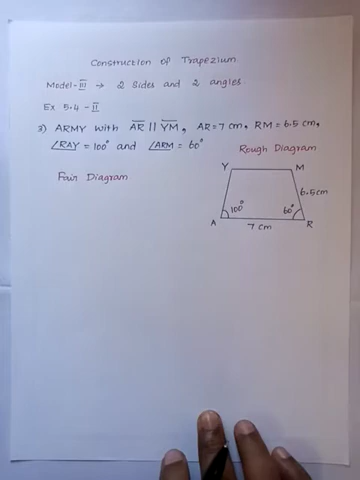 Construction of Trapezium
Model-III → 2 Sides and 2 angles.
Ex 5.4 - II
3) ARMY with A̅R̅ || Y̅M̅, AR = 7 cm, RM = 6.5 cm,
∠RAY = 100° and ∠ARM = 60°
Rough Diagram
Fair Diagram
Y M
6.5cm
100° 60°
A R
7 cm